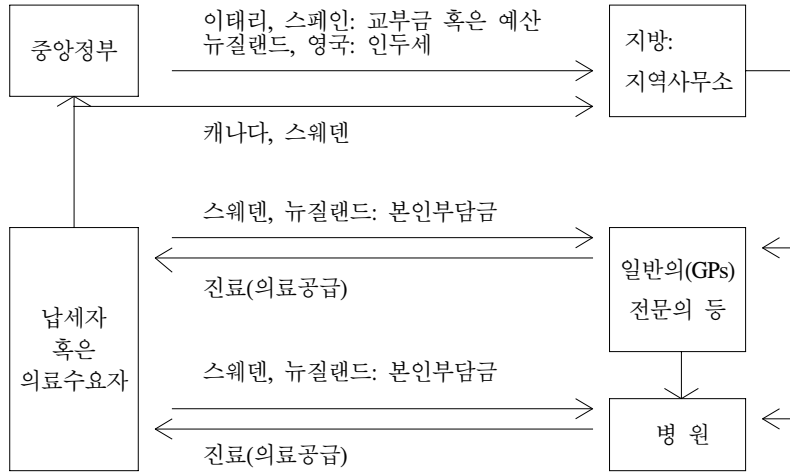 중앙정부
이태리, 스페인: 교부금 혹은 예산
뉴질랜드, 영국: 인두세
지방:
지역사무소
캐나다, 스웨덴
스웨덴, 뉴질랜드: 본인부담금
진료(의료공급)
일반의(GPs)
전문의 등
납세자
혹은
의료수요자
스웨덴, 뉴질랜드: 본인부담금
진료(의료공급)
병 원